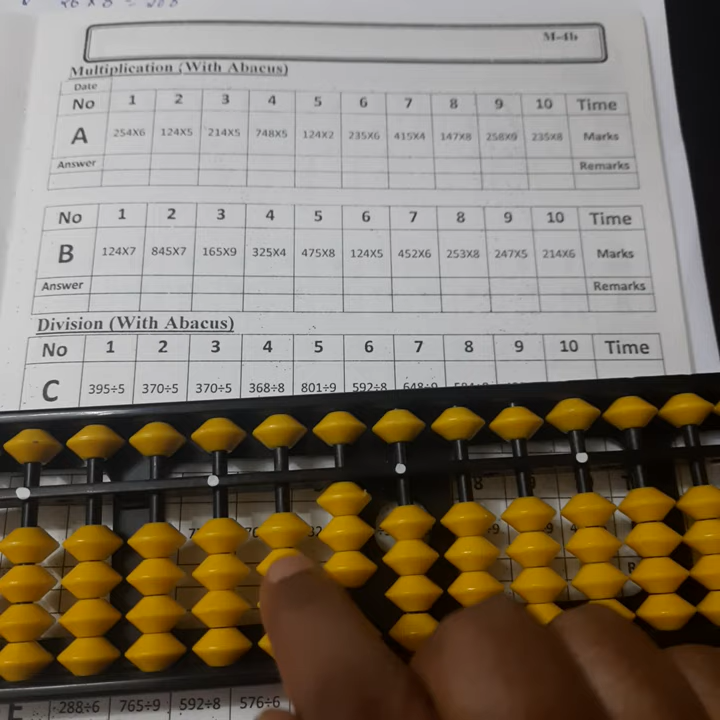 M-4b
Multiplication (With Abacus)
Date
No 1 2 3 4 5 6 7 8 9 10 Time
A 254X6 124X5 214X5 748X5 124X2 235X6 415X4 147X8 258X9 235X8 Marks
Answer Remarks
No 1 2 3 4 5 6 7 8 9 10 Time
B 124X7 845X7 165X9 325X4 475X8 124X5 452X6 253X8 247X5 214X6 Marks
Answer Remarks
Division (With Abacus)
No 1 2 3 4 5 6 7 8 9 10 Time
C 395÷5 370÷5 370÷5 368÷8 801÷9 592÷8 648÷9
288÷6 765÷9 592÷8 576÷6